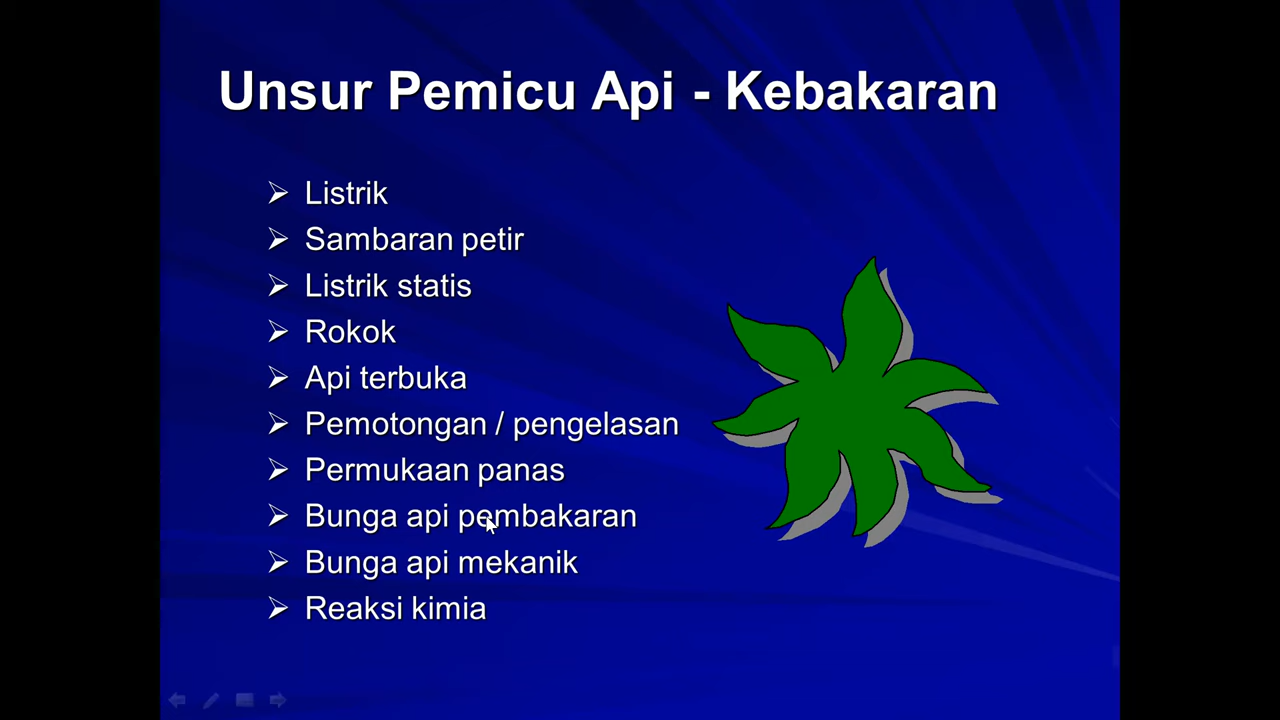 Unsur Pemicu Api - Kebakaran
Listrik
Sambaran petir
Listrik statis
Rokok
Api terbuka
Pemotongan / pengelasan
Permukaan panas
Bunga api pembakaran
Bunga api mekanik
Reaksi kimia